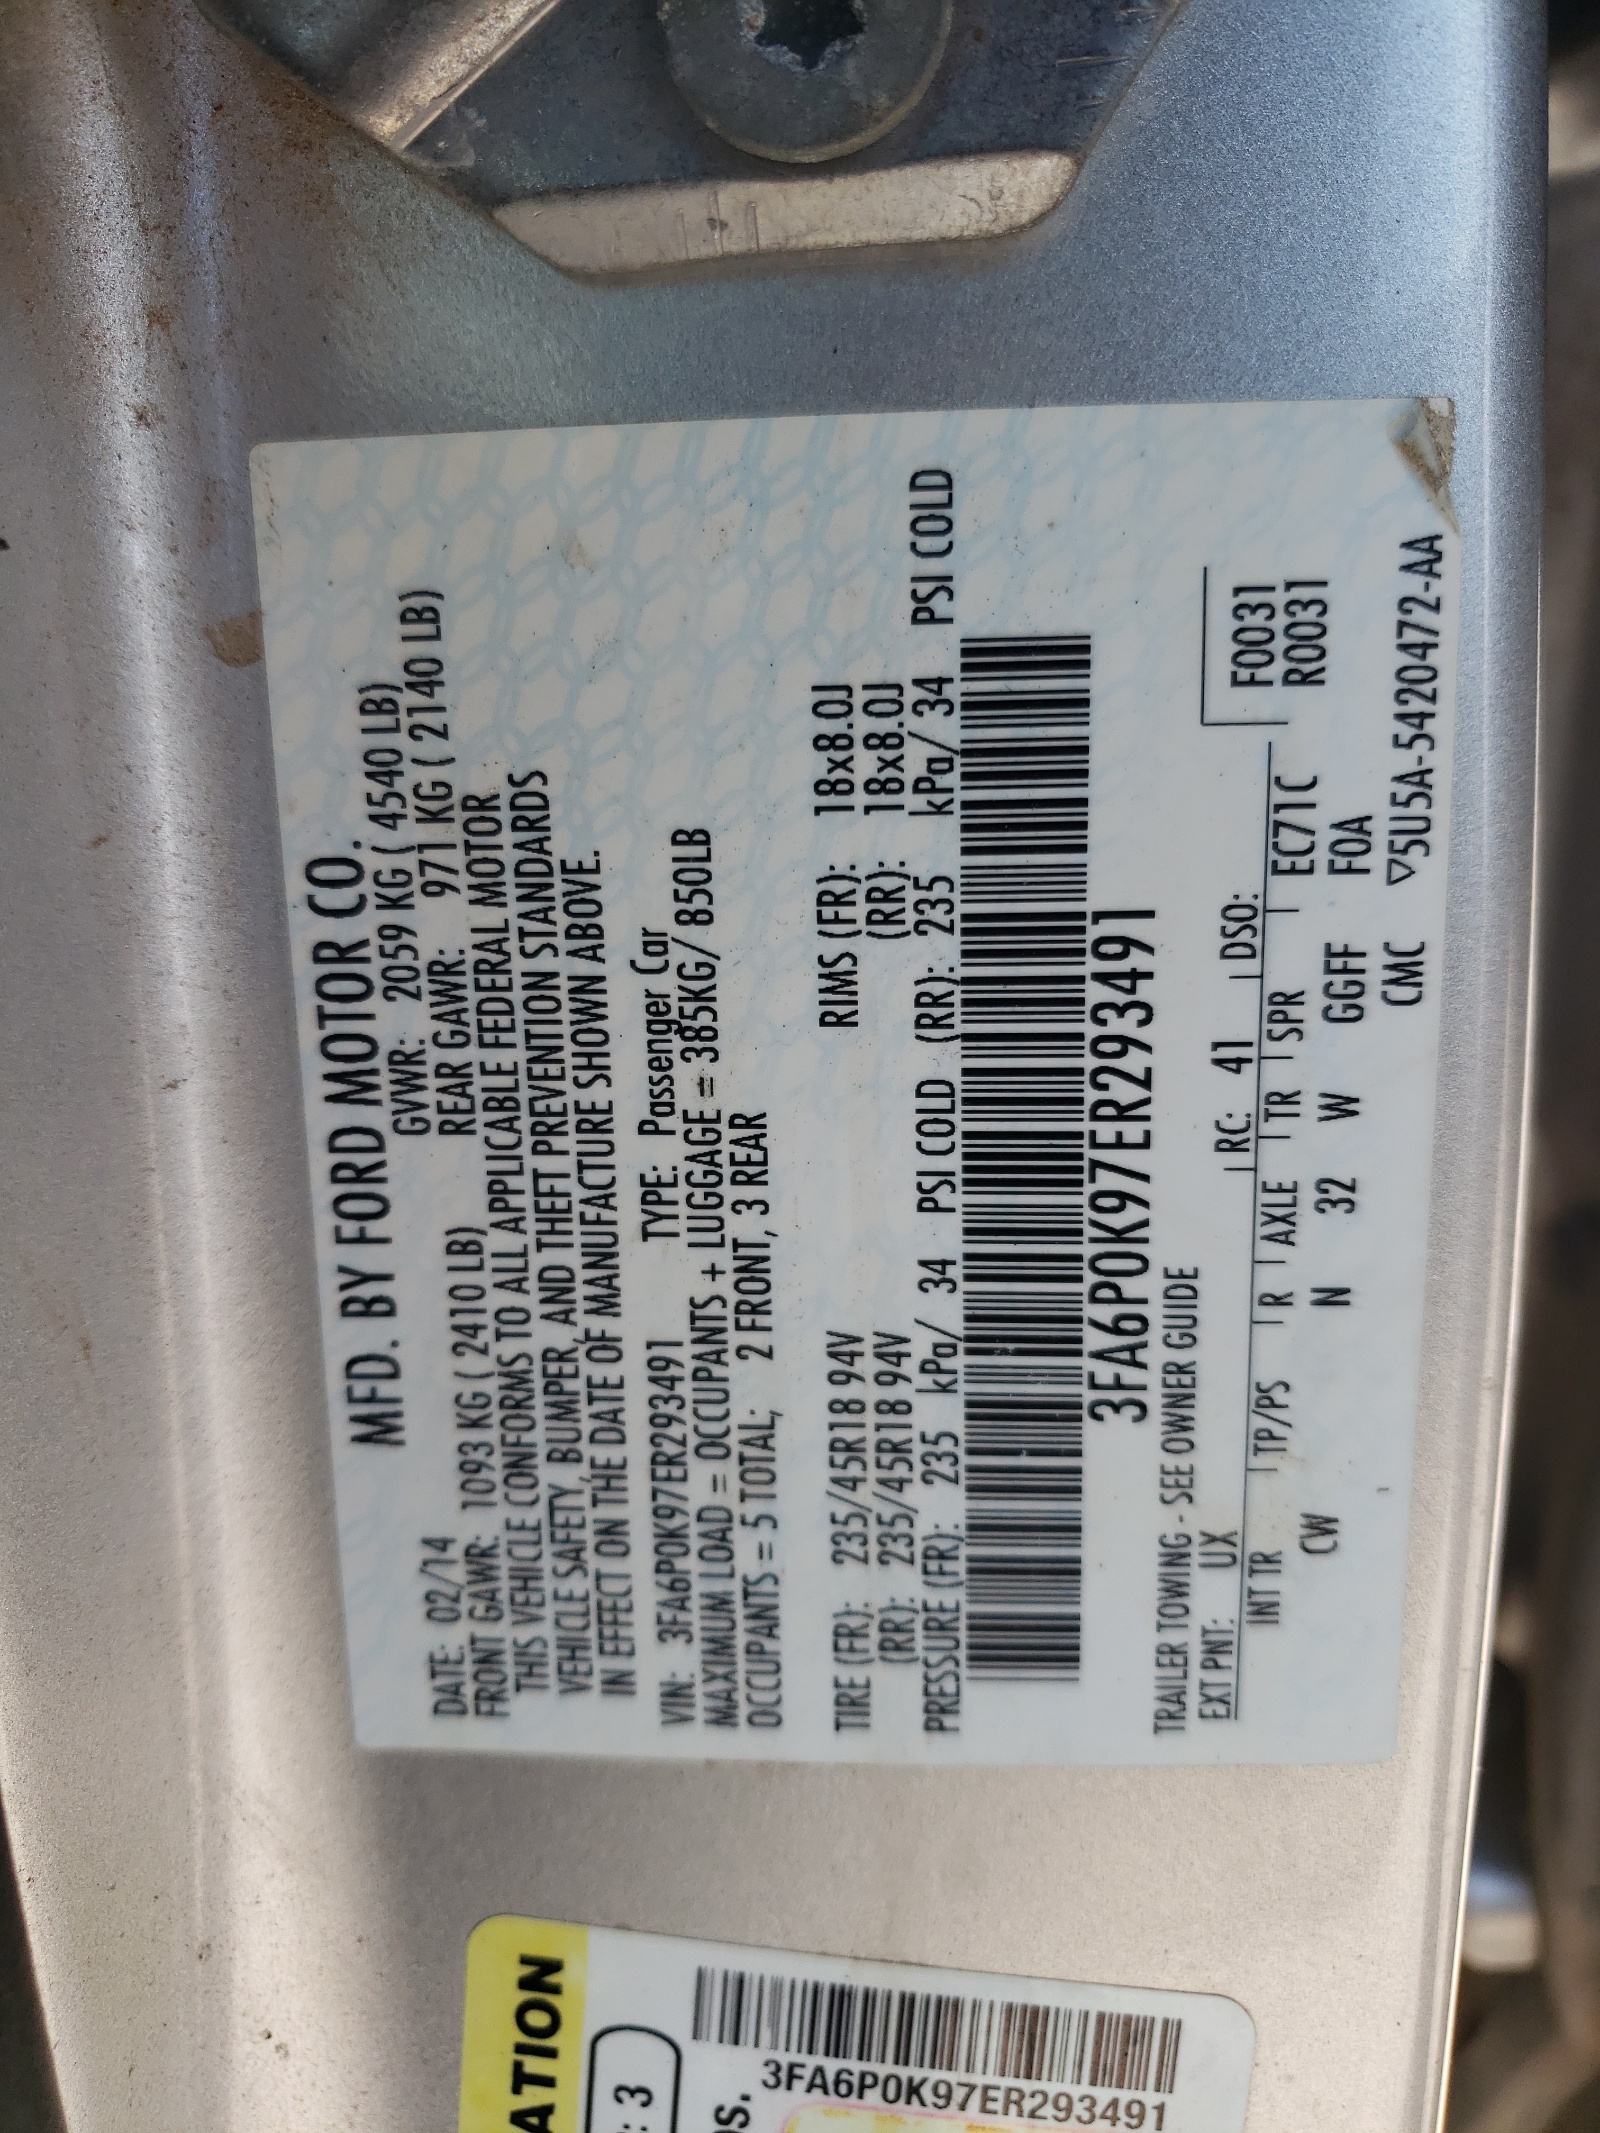 MFD. BY FORD MOTOR CO.
DATE: 02/14 GVWR: 2059 KG ( 4540 LB)
FRONT GAWR: 1093 KG ( 2410 LB) REAR GAWR: 971 KG ( 2140 LB)
THIS VEHICLE CONFORMS TO ALL APPLICABLE FEDERAL MOTOR
VEHICLE SAFETY, BUMPER, AND THEFT PREVENTION STANDARDS
IN EFFECT ON THE DATE OF MANUFACTURE SHOWN ABOVE.
VIN: 3FA6P0K97ER293491 TYPE: Passenger Car
MAXIMUM LOAD = OCCUPANTS + LUGGAGE = 385KG/ 850LB
OCCUPANTS = 5 TOTAL; 2 FRONT, 3 REAR
TIRE (FR): 235/45R18 94V RIMS (FR): 18x8.0J
(RR): 235/45R18 94V (RR): 18x8.0J
PRESSURE (FR): 235 kPa/ 34 PSI COLD (RR): 235 kPa/ 34 PSI COLD
3FA6P0K97ER293491
TRAILER TOWING - SEE OWNER GUIDE
EXT PNT: UX RC: 41 DSO: F0031
INT TR TP/PS R AXLE TR SPR EC71C R0031
CW N 32 W GGFF F0A
CMC ▽5U5A-5420472-AA
ATION
: 3
os.
3FA6P0K97ER293491